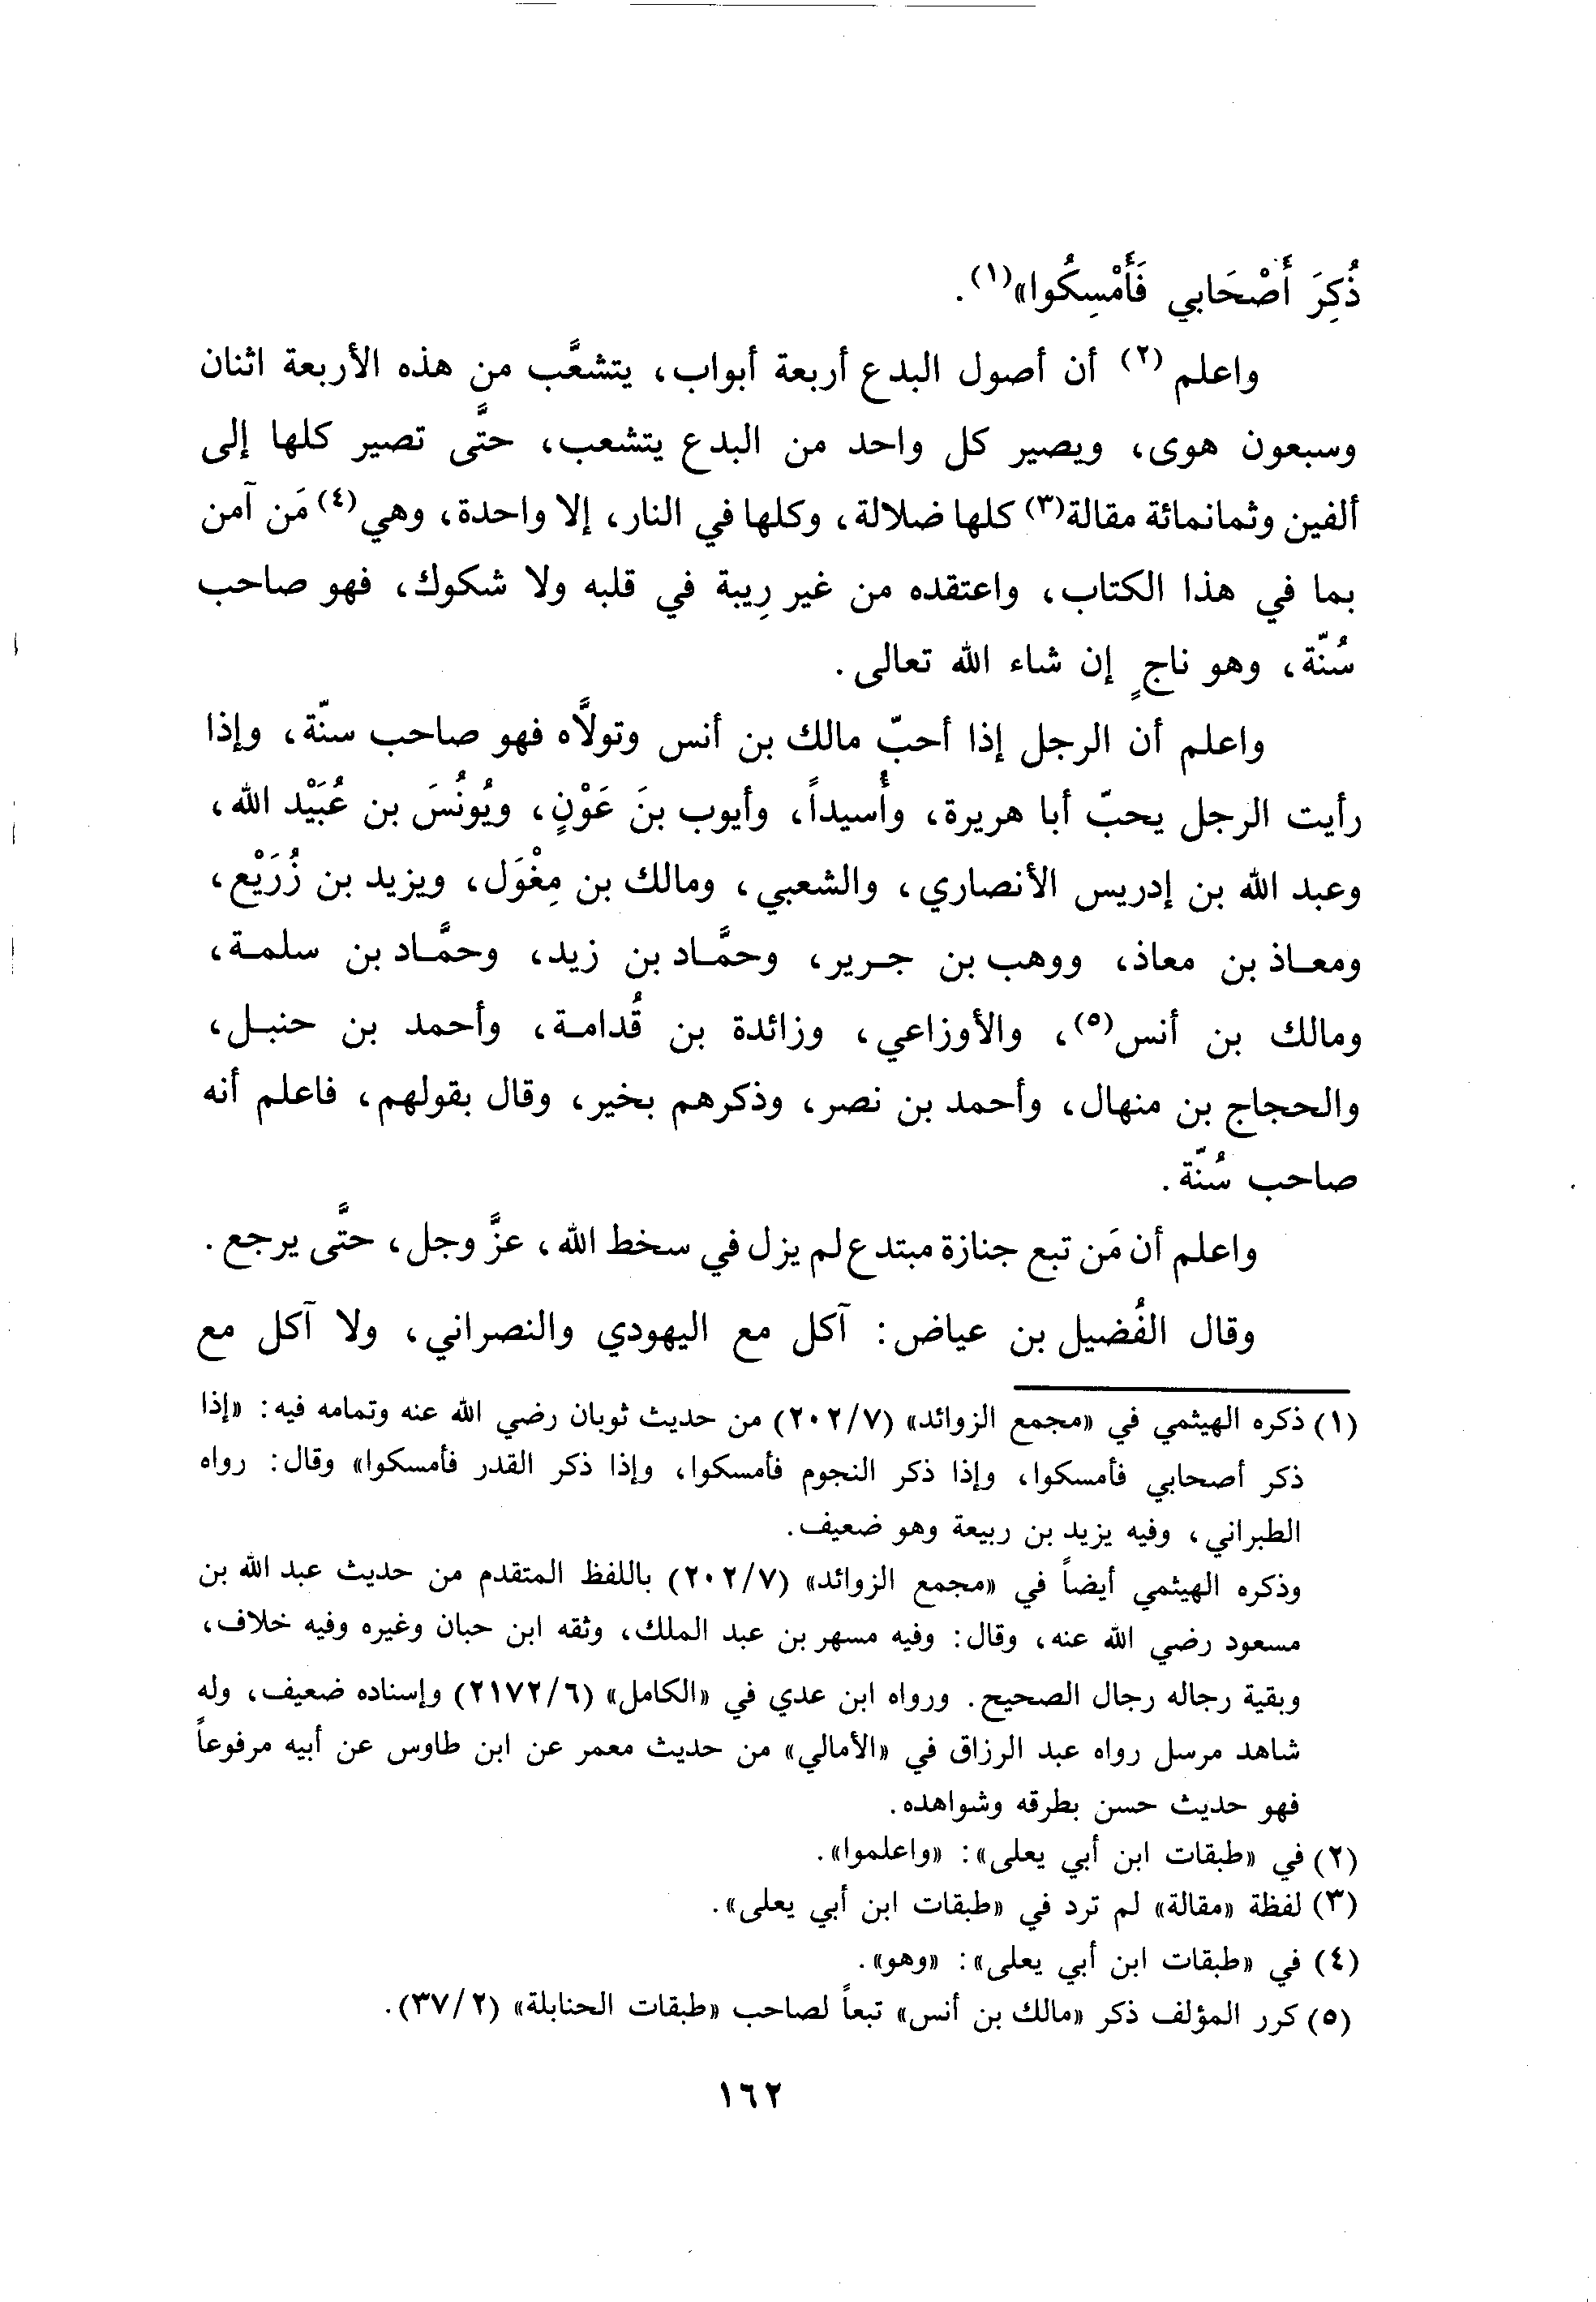 ذُكِرَ أَصْحَابي فَأَمْسِكُوا»(١).
واعلم (٢) أن أصول البدع أربعة أبواب، يتشعَّب من هذه الأربعة اثنان
وسبعون هوى، ويصير كل واحد من البدع يتشعب، حتَّى تصير كلها إلى
ألفين وثمانمائة مقالة(٣) كلها ضلالة، وكلها في النار، إلا واحدة، وهي(٤) مَن آمن
بما في هذا الكتاب، واعتقده من غير رِيبة في قلبه ولا شكوك، فهو صاحب
سُنّة، وهو ناجٍ إن شاء الله تعالى.
واعلم أن الرجل إذا أحبّ مالك بن أنس وتولَّاه فهو صاحب سنّة، وإذا
رأيت الرجل يحبّ أبا هريرة، وأُسيداً، وأيوب بنَ عَوْنٍ، ويُونُسَ بن عُبَيْد الله،
وعبد الله بن إدريس الأنصاري، والشعبي، ومالك بن مِغْوَل، ويزيد بن زُرَيْع،
ومعاذ بن معاذ، ووهب بن جرير، وحمَّاد بن زيد، وحمَّاد بن سلمة،
ومالك بن أنس(٥)، والأوزاعي، وزائدة بن قُدامة، وأحمد بن حنبل،
والحجاج بن منهال، وأحمد بن نصر، وذكرهم بخير، وقال بقولهم، فاعلم أنه
صاحب سُنّة.
واعلم أن مَن تبع جنازة مبتدع لم يزل في سخط الله، عزَّ وجل، حتَّى يرجع.
وقال الفُضيل بن عياض: آكل مع اليهودي والنصراني، ولا آكل مع
(١) ذكره الهيثمي في «مجمع الزوائد» (٢٠٢/٧) من حديث ثوبان رضي الله عنه وتمامه فيه: «إذا
ذكر أصحابي فأمسكوا، وإذا ذكر النجوم فأمسكوا، وإذا ذكر القدر فأمسكوا» وقال: رواه
الطبراني، وفيه يزيد بن ربيعة وهو ضعيف.
وذكره الهيثمي أيضاً في «مجمع الزوائد» (٢٠٢/٧) باللفظ المتقدم من حديث عبد الله بن
مسعود رضي الله عنه، وقال: وفيه مسهر بن عبد الملك، وثقه ابن حبان وغيره وفيه خلاف،
وبقية رجاله رجال الصحيح. ورواه ابن عدي في «الكامل» (٢١٧٢/٦) وإسناده ضعيف، وله
شاهد مرسل رواه عبد الرزاق في «الأمالي» من حديث معمر عن ابن طاوس عن أبيه مرفوعاً
فهو حديث حسن بطرقه وشواهده.
(٢) في «طبقات ابن أبي يعلى»: «واعلموا».
(٣) لفظة «مقالة» لم ترد في «طبقات ابن أبي يعلى».
(٤) في «طبقات ابن أبي يعلى»: «وهو».
(٥) كرر المؤلف ذكر «مالك بن أنس» تبعاً لصاحب «طبقات الحنابلة» (٣٧/٢).
١٦٢